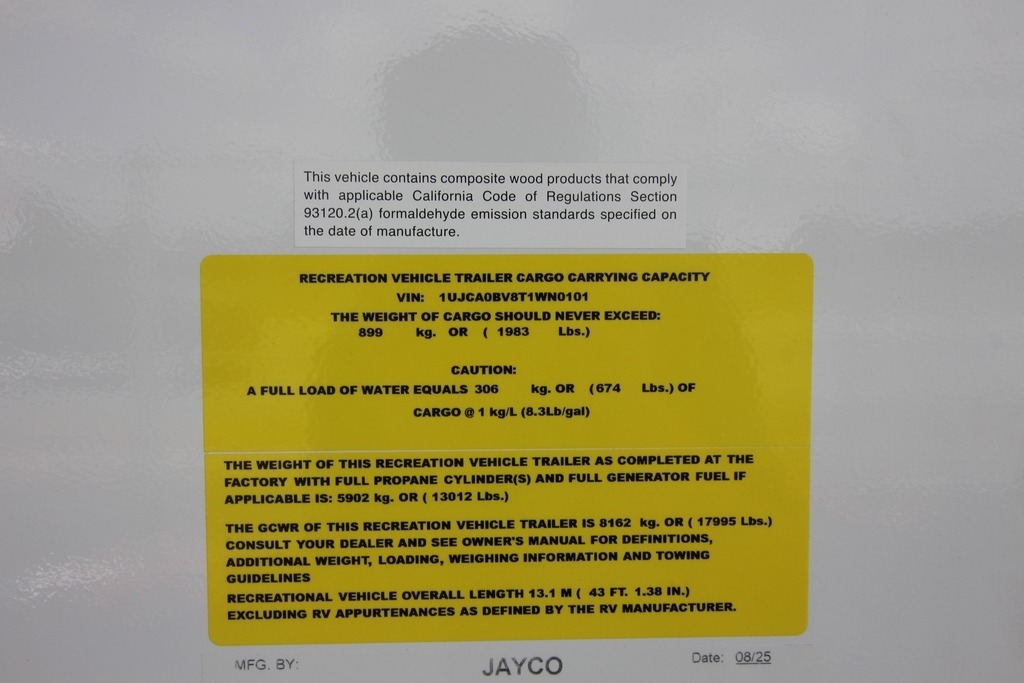 This vehicle contains composite wood products that comply
with applicable California Code of Regulations Section
93120.2(a) formaldehyde emission standards specified on
the date of manufacture.
RECREATION VEHICLE TRAILER CARGO CARRYING CAPACITY
VIN: 1UJCA0BV8T1WN0101
THE WEIGHT OF CARGO SHOULD NEVER EXCEED:
899 kg. OR ( 1983 Lbs.)
CAUTION:
A FULL LOAD OF WATER EQUALS 306 kg. OR (674 Lbs.) OF
CARGO @ 1 kg/L (8.3Lb/gal)
THE WEIGHT OF THIS RECREATION VEHICLE TRAILER AS COMPLETED AT THE
FACTORY WITH FULL PROPANE CYLINDER(S) AND FULL GENERATOR FUEL IF
APPLICABLE IS: 5902 kg. OR ( 13012 Lbs.)
THE GCWR OF THIS RECREATION VEHICLE TRAILER IS 8162 kg. OR ( 17995 Lbs.)
CONSULT YOUR DEALER AND SEE OWNER'S MANUAL FOR DEFINITIONS,
ADDITIONAL WEIGHT, LOADING, WEIGHING INFORMATION AND TOWING
GUIDELINES
RECREATIONAL VEHICLE OVERALL LENGTH 13.1 M ( 43 FT. 1.38 IN.)
EXCLUDING RV APPURTENANCES AS DEFINED BY THE RV MANUFACTURER.
MFG. BY: JAYCO Date: 08/25